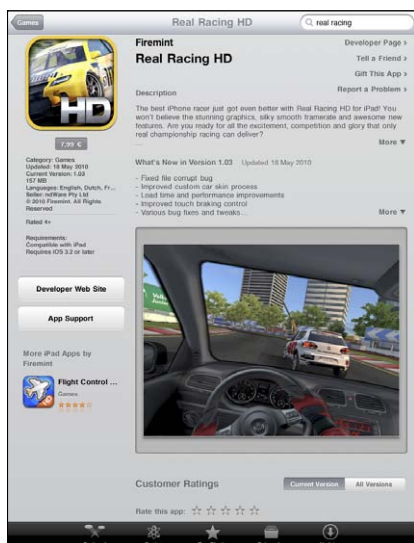 Games
Real Racing HD
real racing
HD
7,99 €
Category: Games
Updated: 18 May 2010
Current Version: 1.03
157 MB
Languages: English, Dutch, Fr...
Seller: ndWare Pty Ltd
© 2010 Firemint. All Rights
Reserved
Rated 4+
Requirements:
Compatible with iPad
Requires iOS 3.2 or later
Developer Web Site
App Support
More iPad Apps by
Firemint
Flight Control ...
Games
Firemint
Real Racing HD
Developer Page ›
Tell a Friend ›
Gift This App ›
Report a Problem ›
Description
The best iPhone racer just got even better with Real Racing HD for iPad! You
won't believe the stunning graphics, silky smooth framerate and awesome new
features. Are you ready for all the excitement, competition and glory that only
real championship racing can deliver?
...
More ▼
What's New in Version 1.03 Updated 18 May 2010
- Fixed file corrupt bug
- Improved custom car skin process
- Load time and performance improvements
- Improved touch braking control
- Various bug fixes and tweaks...
More ▼
Customer Ratings
Current Version
All Versions
Rate this app: